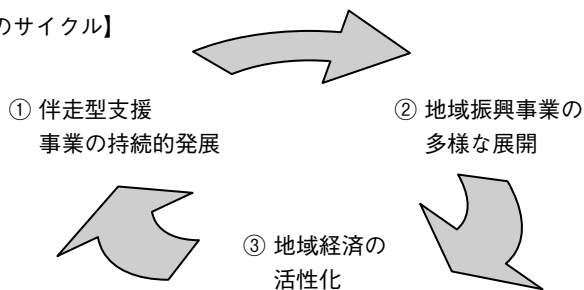 のサイクル】
① 伴走型支援
事業の持続的発展
② 地域振興事業の
多様な展開
③ 地域経済の
活性化